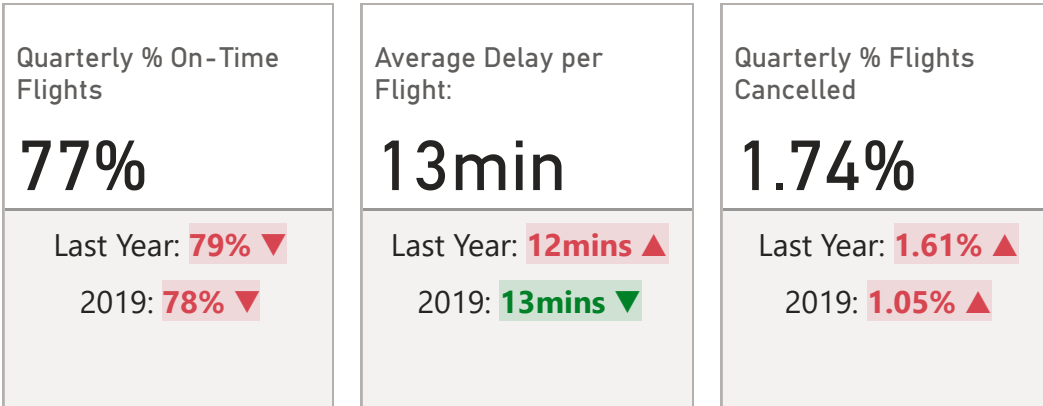 Quarterly % On-Time
Flights
77%
Last Year: 79% ▼
2019: 78% ▼
Average Delay per
Flight:
13min
Last Year: 12mins ▲
2019: 13mins ▼
Quarterly % Flights
Cancelled
1.74%
Last Year: 1.61% ▲
2019: 1.05% ▲